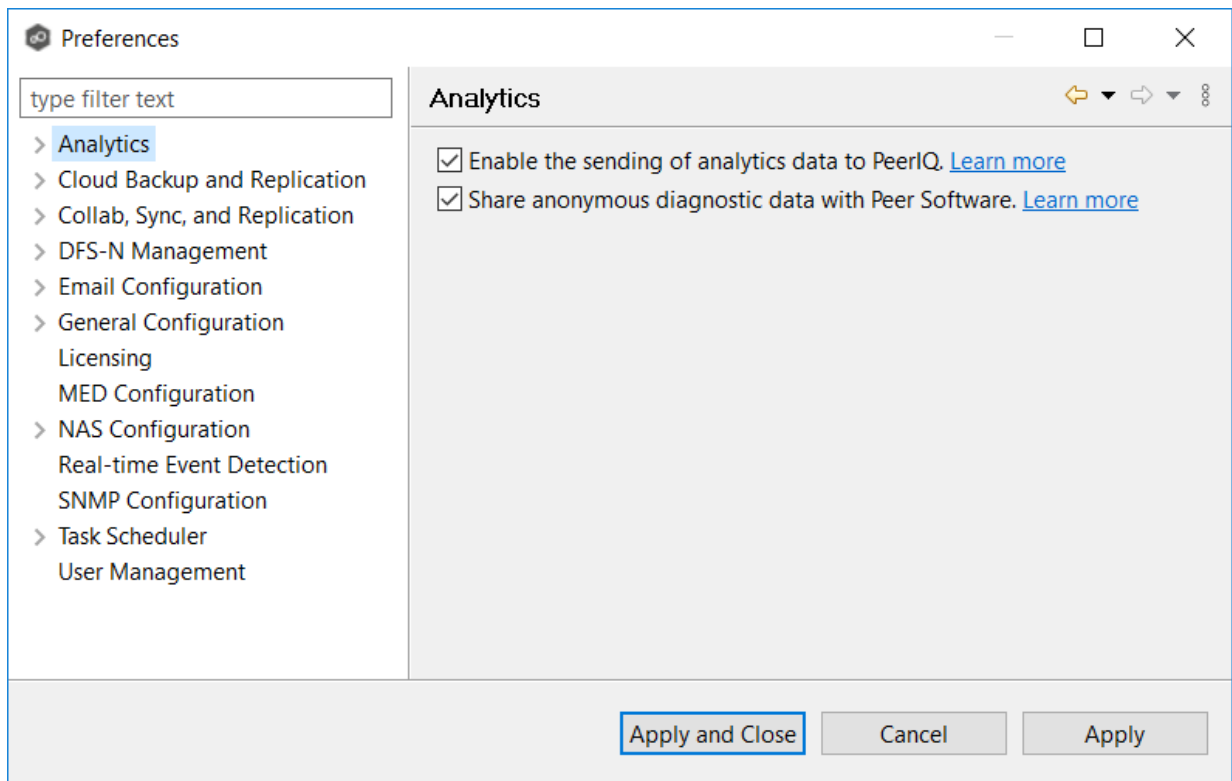 Preferences
type filter text
Analytics
Cloud Backup and Replication
Collab, Sync, and Replication
DFS-N Management
Email Configuration
General Configuration
Licensing
MED Configuration
NAS Configuration
Real-time Event Detection
SNMP Configuration
Task Scheduler
User Management
Analytics
Enable the sending of analytics data to PeerIQ. Learn more
Share anonymous diagnostic data with Peer Software. Learn more
Apply and Close
Cancel
Apply